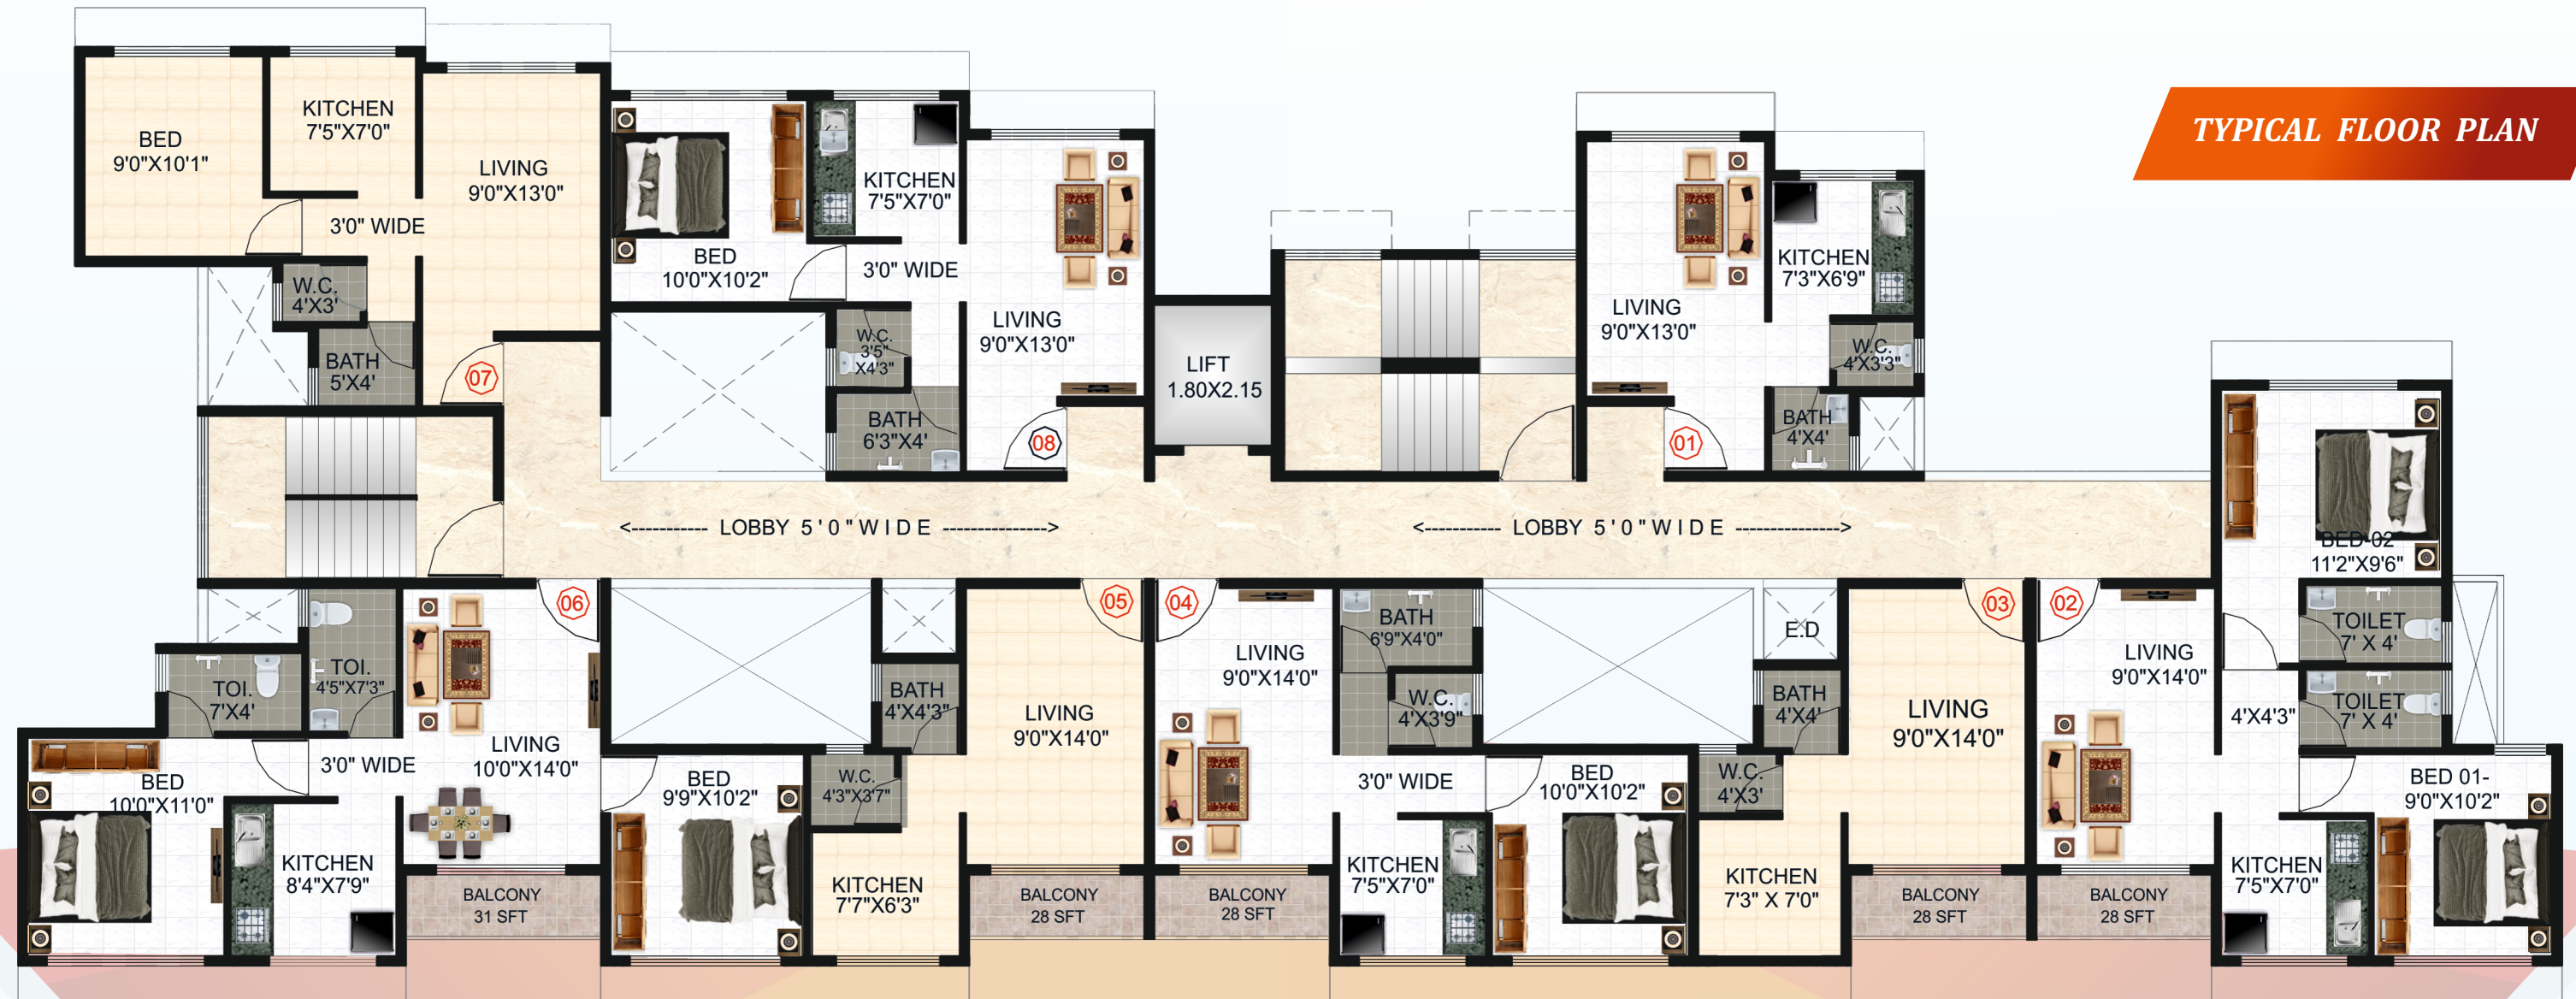 TYPICAL FLOOR PLAN
BED
9'0"X10'1"
KITCHEN
7'5"X7'0"
LIVING
9'0"X13'0"
3'0" WIDE
W.C.
4'X3'
BATH
5'X4'
07
BED
10'0"X10'2"
KITCHEN
7'5"X7'0"
3'0" WIDE
LIVING
9'0"X13'0"
W.C.
3'5"
X4'3"
BATH
6'3"X4'
08
LIFT
1.80X2.15
LIVING
9'0"X13'0"
KITCHEN
7'3"X6'9"
W.C.
4'X3'3"
BATH
4'X4'
01
<----------- LOBBY 5'0"WIDE -------------->
<----------- LOBBY 5'0"WIDE -------------->
BED-02
11'2"X9'6"
TOILET
7' X 4'
TOILET
7' X 4'
4'X4'3"
BED 01-
9'0"X10'2"
KITCHEN
7'5"X7'0"
02
LIVING
9'0"X14'0"
BALCONY
28 SFT
03
LIVING
9'0"X14'0"
BALCONY
28 SFT
E.D
BATH
4'X4'
W.C.
4'X3'
KITCHEN
7'3" X 7'0"
04
LIVING
9'0"X14'0"
BALCONY
28 SFT
BATH
6'9"X4'0"
W.C.
4'X3'9"
3'0" WIDE
KITCHEN
7'5"X7'0"
BED
10'0"X10'2"
05
LIVING
9'0"X14'0"
BALCONY
28 SFT
BATH
4'X4'3"
W.C.
4'3"X3'7"
KITCHEN
7'7"X6'3"
06
LIVING
10'0"X14'0"
BALCONY
31 SFT
BED
9'9"X10'2"
TOI.
4'5"X7'3"
TOI.
7'X4'
3'0" WIDE
BED
10'0"X11'0"
KITCHEN
8'4"X7'9"